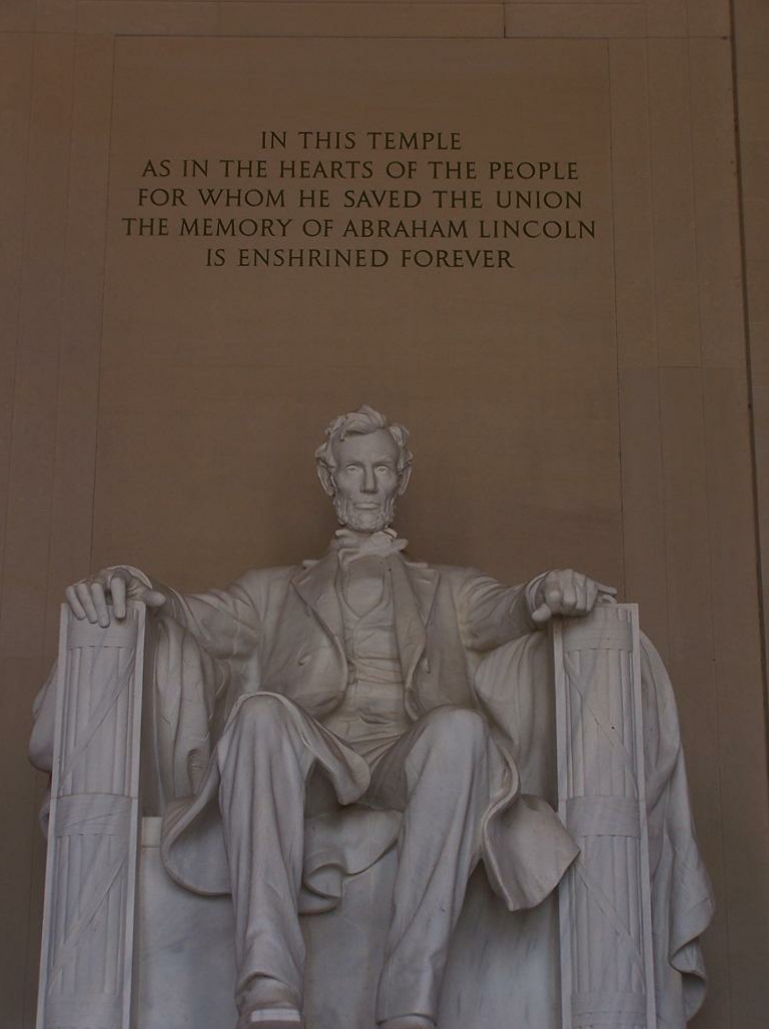 IN THIS TEMPLE
AS IN THE HEARTS OF THE PEOPLE
FOR WHOM HE SAVED THE UNION
THE MEMORY OF ABRAHAM LINCOLN
IS ENSHRINED FOREVER